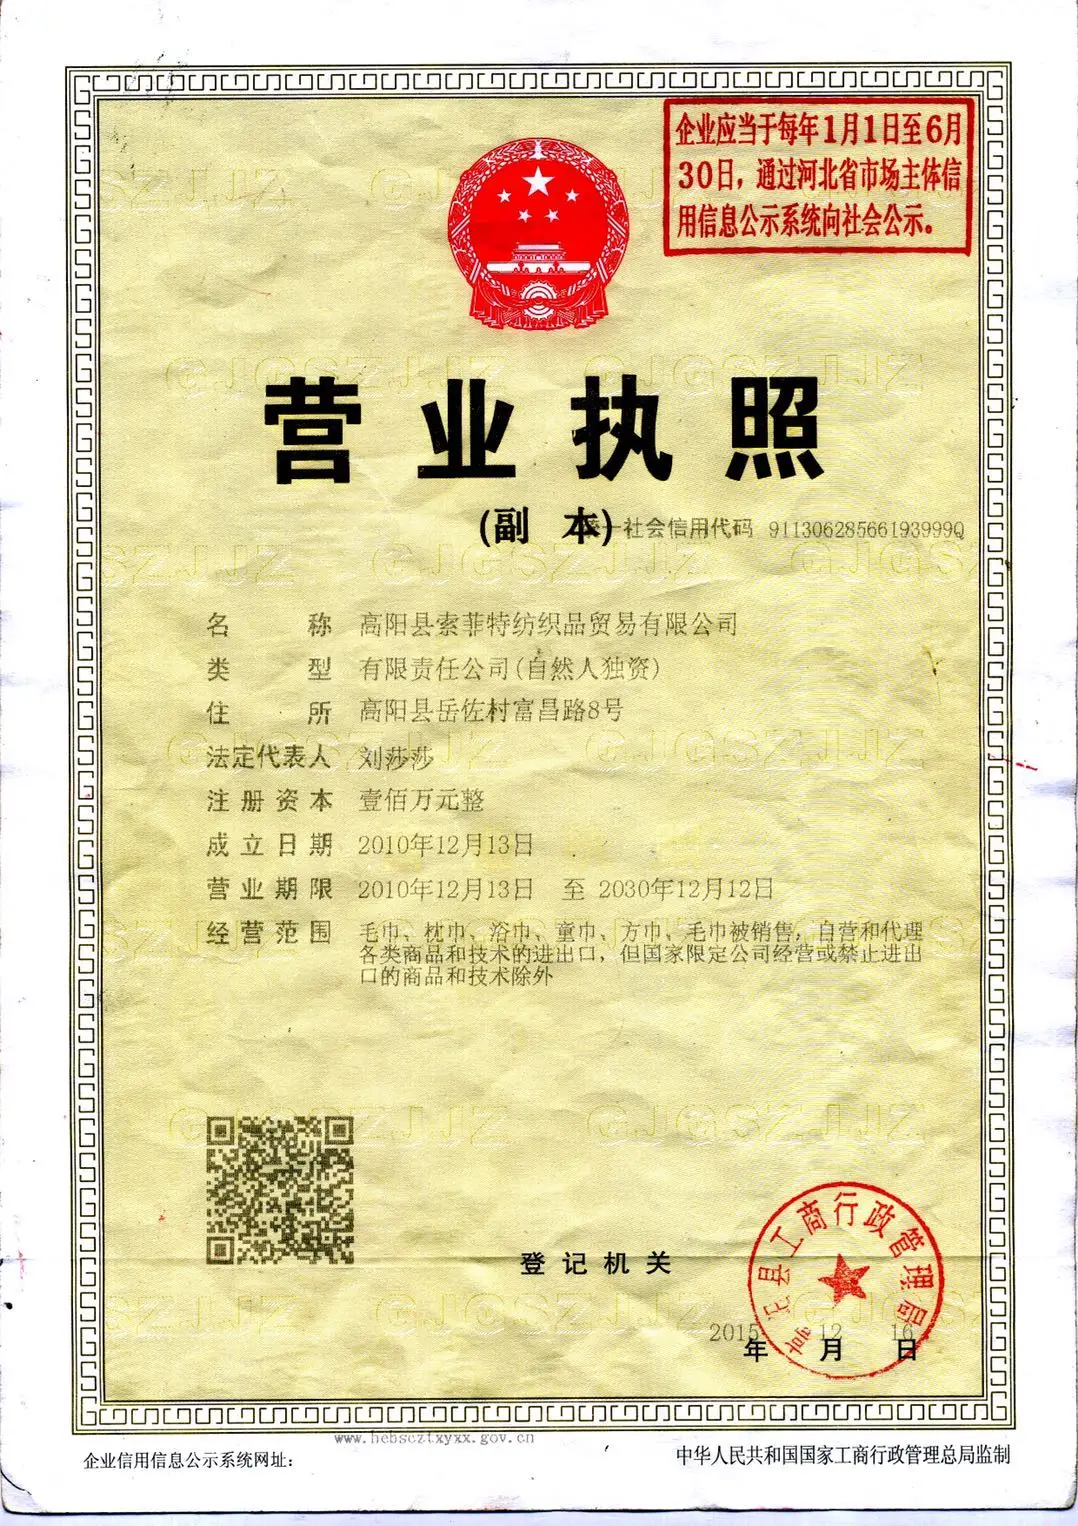 企业应当于每年1月1日至6月
30日，通过河北省市场主体信
用信息公示系统向社会公示。
营业执照
(副 本)
统一社会信用代码 91130628566193999Q
名称 高阳县索菲特纺织品贸易有限公司
类型 有限责任公司(自然人独资)
住所 高阳县岳佐村富昌路8号
法定代表人 刘莎莎
注册资本 壹佰万元整
成立日期 2010年12月13日
营业期限 2010年12月13日 至 2030年12月12日
经营范围 毛巾、枕巾、浴巾、童巾、方巾、毛巾被销售，自营和代理
各类商品和技术的进出口，但国家限定公司经营或禁止进出
口的商品和技术除外
登记机关
高阳县工商行政管理局
2015年12月16日
www.hebscztxyxx.gov.cn
企业信用信息公示系统网址：
中华人民共和国国家工商行政管理总局监制